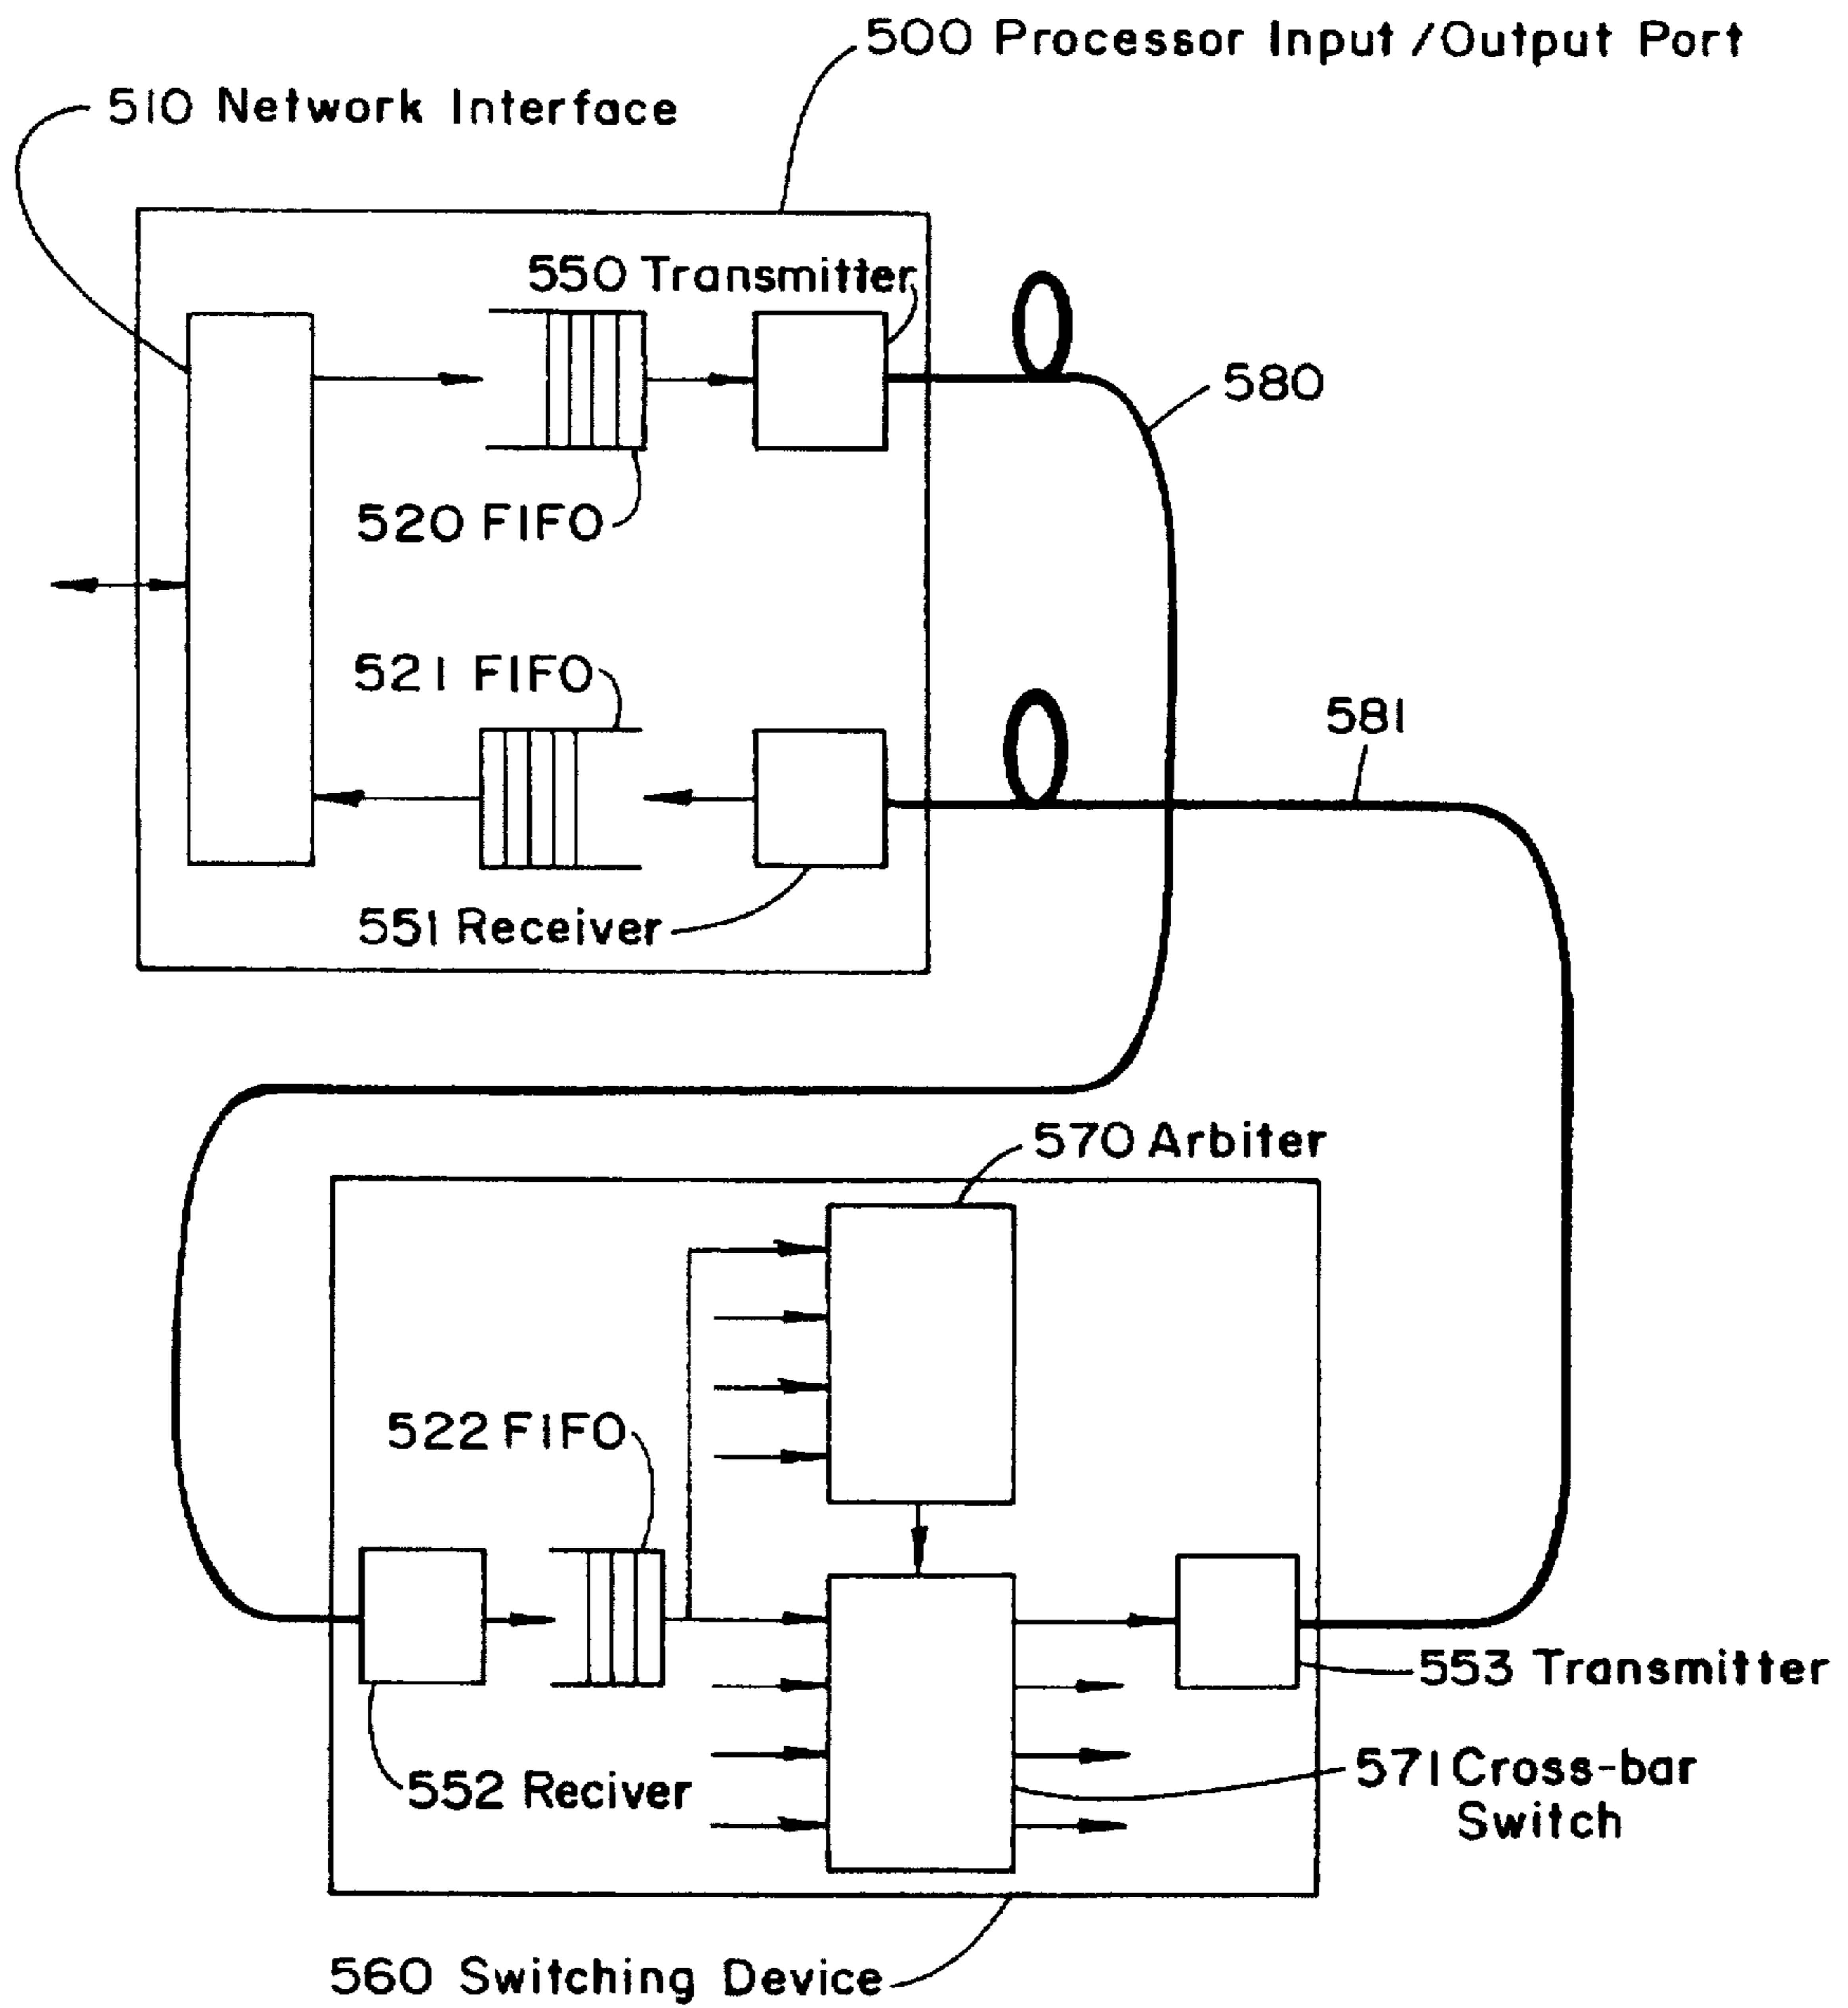 500 Processor Input /Output Port
510 Network Interface
550 Transmitter
580
520 FIFO
521 FIFO
581
551 Receiver
570 Arbiter
522 FIFO
553 Transmitter
552 Reciver
571 Cross-bar
Switch
560 Switching Device